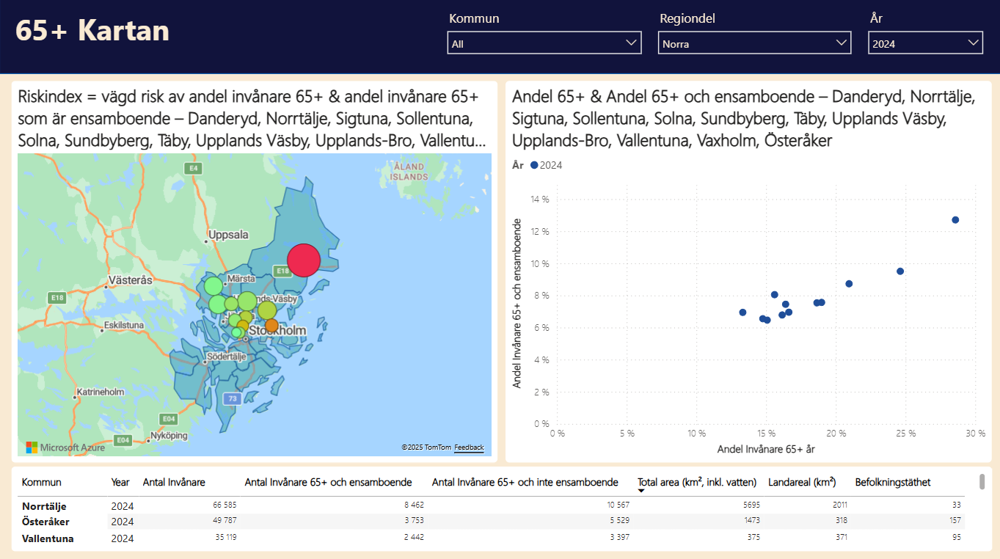 65+ Kartan
Kommun
All
Regiondel
Norra
År
2024
Riskindex = vägd risk av andel invånare 65+ & andel invånare 65+
som är ensamboende – Danderyd, Norrtälje, Sigtuna, Sollentuna,
Solna, Sundbyberg, Täby, Upplands Väsby, Upplands-Bro, Vallentu...
E4
ÅLAND
ISLANDS
Uppsala
E18
Märsta
Västerås
E18
nds-Väsby
Eskilstuna
Stockholm
Södertälje
Katrineholm
73
E04
Nyköping
E04
Microsoft Azure
©2025 TomTom Feedback
Andel 65+ & Andel 65+ och ensamboende – Danderyd, Norrtälje,
Sigtuna, Sollentuna, Solna, Sundbyberg, Täby, Upplands Väsby,
Upplands-Bro, Vallentuna, Vaxholm, Österåker
År 2024
Andel Invånare 65+ och ensamboende
14 %
12 %
10 %
8 %
6 %
4 %
2 %
0 %
0 % 5 % 10 % 15 % 20 % 25 % 30 %
Andel Invånare 65+ år
Kommun Year Antal Invånare Antal Invånare 65+ och ensamboende Antal Invånare 65+ och inte ensamboende Total area (km², inkl. vatten) Landareal (km²) Befolkningstäthet
Norrtälje 2024 66 585 8 462 10 567 5695 2011 33
Österåker 2024 49 787 3 753 5 529 1473 318 157
Vallentuna 2024 35 119 2 442 3 397 375 371 95